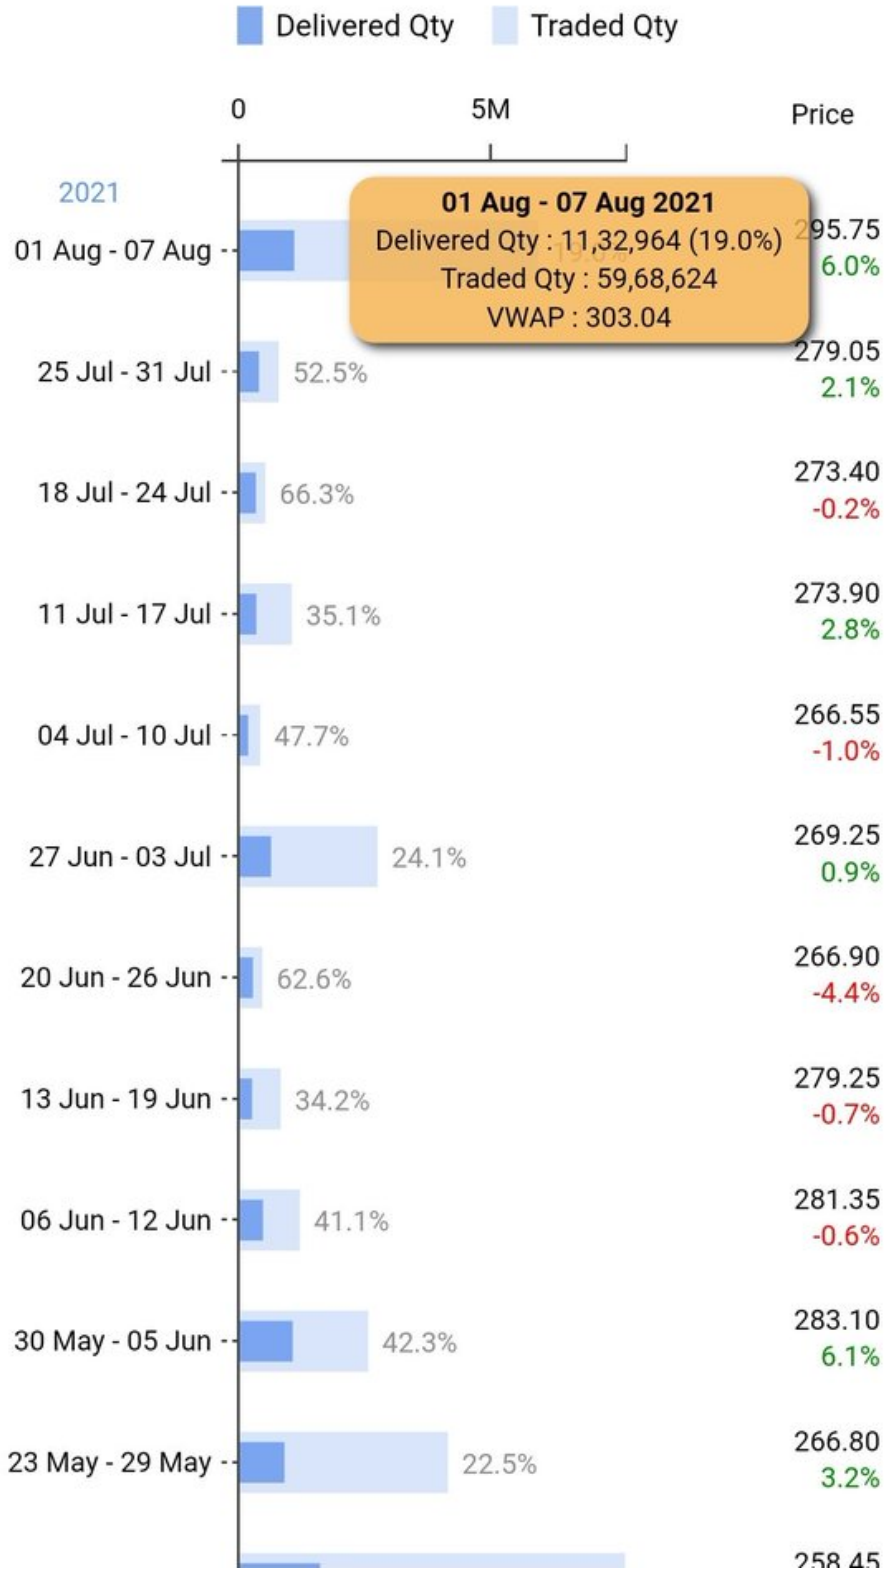 Delivered Qty Traded Qty
0 5M Price
2021
01 Aug - 07 Aug 295.75
6.0%
01 Aug - 07 Aug 2021
Delivered Qty : 11,32,964 (19.0%)
Traded Qty : 59,68,624
VWAP : 303.04
19.0%
25 Jul - 31 Jul 52.5% 279.05
2.1%
18 Jul - 24 Jul 66.3% 273.40
-0.2%
11 Jul - 17 Jul 35.1% 273.90
2.8%
04 Jul - 10 Jul 47.7% 266.55
-1.0%
27 Jun - 03 Jul 24.1% 269.25
0.9%
20 Jun - 26 Jun 62.6% 266.90
-4.4%
13 Jun - 19 Jun 34.2% 279.25
-0.7%
06 Jun - 12 Jun 41.1% 281.35
-0.6%
30 May - 05 Jun 42.3% 283.10
6.1%
23 May - 29 May 22.5% 266.80
3.2%
258.45